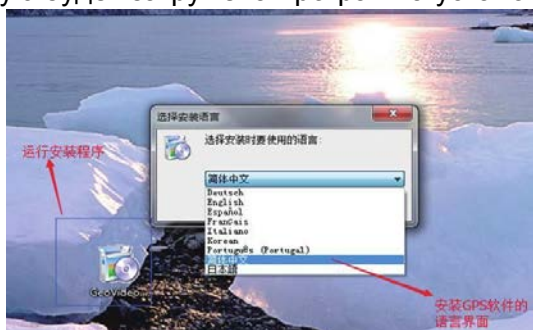 选择安装语言
选择安装时要使用的语言:
运行安装程序
简体中文
Deutsch
English
Español
Français
Italiano
Korean
Português (Portugal)
简体中文
日本語
GeoVideo
安装GPS软件的
语言界面